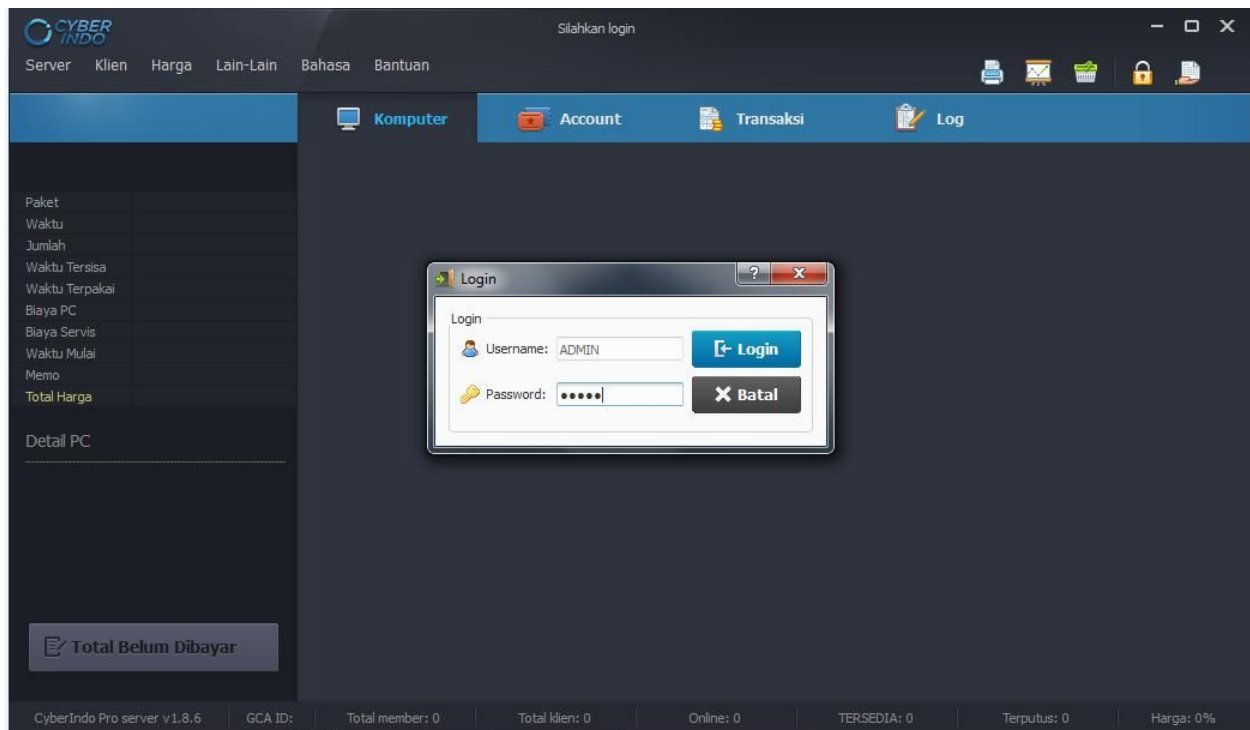 CYBER
INDO
Silahkan login
Server Klien Harga Lain-Lain Bahasa Bantuan
Komputer Account Transaksi Log
Paket
Waktu
Jumlah
Waktu Tersisa
Waktu Terpakai
Biaya PC
Biaya Servis
Waktu Mulai
Memo
Total Harga
Detail PC
Login
Login
Username: ADMIN
Login
Password: •••••
Batal
Total Belum Dibayar
CyberIndo Pro server v1.8.6 GCA ID: Total member: 0 Total klien: 0 Online: 0 TERSEDIA: 0 Terputus: 0 Harga: 0%